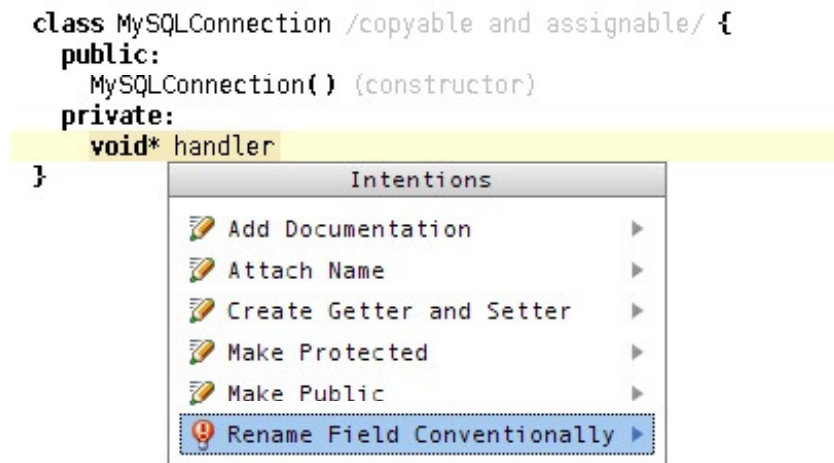 class MySQLConnection /copyable and assignable/ {
public:
MySQLConnection() (constructor)
private:
void* handler
}
Intentions
Add Documentation
Attach Name
Create Getter and Setter
Make Protected
Make Public
Rename Field Conventionally